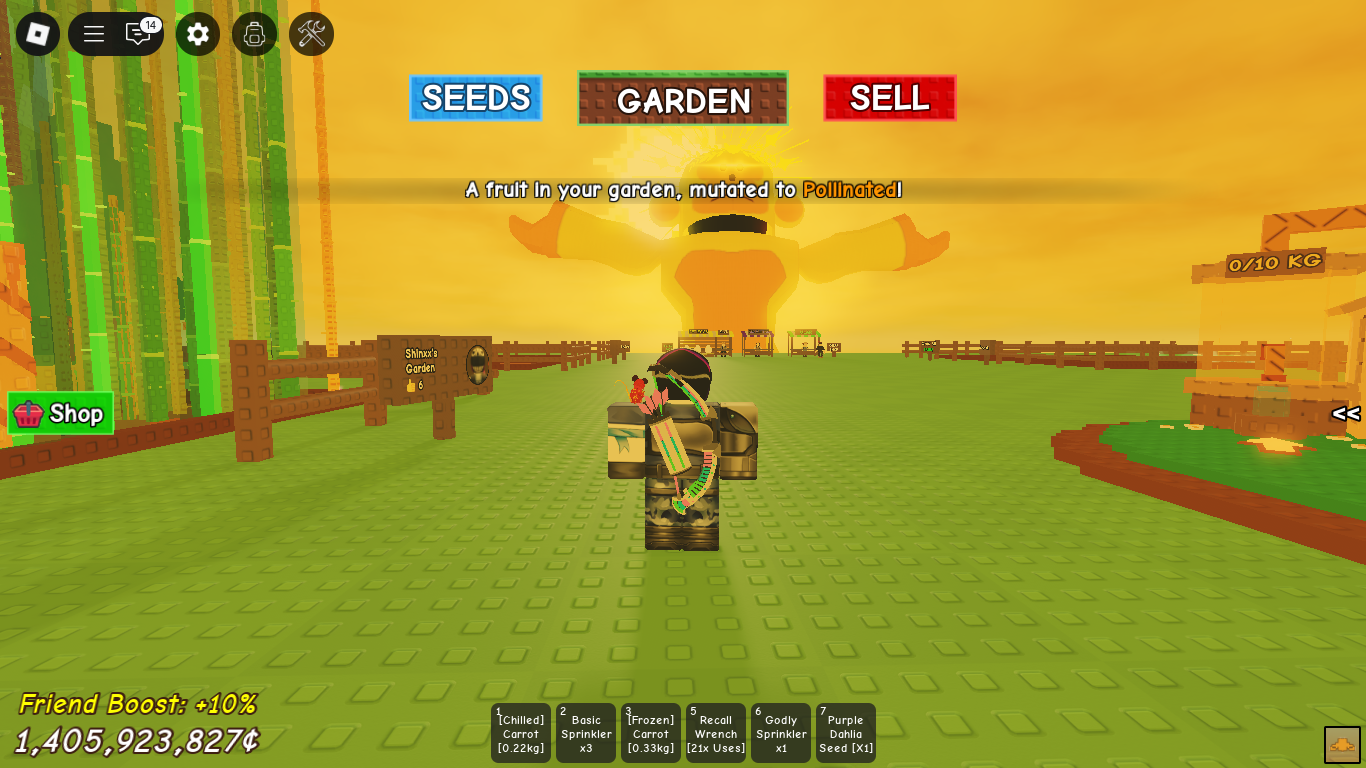 14
SEEDS
GARDEN
SELL
A fruit in your garden, mutated to Pollinated!
0/10 KG
Shinxx's
Garden
6
Shop
<<
Friend Boost: +10%
1,405,923,827¢
1
[Chilled]
Carrot
[0.22kg]
2
Basic
Sprinkler
x3
3
[Frozen]
Carrot
[0.33kg]
5
Recall
Wrench
[21x Uses]
6
Godly
Sprinkler
x1
7
Purple
Dahlia
Seed [X1]